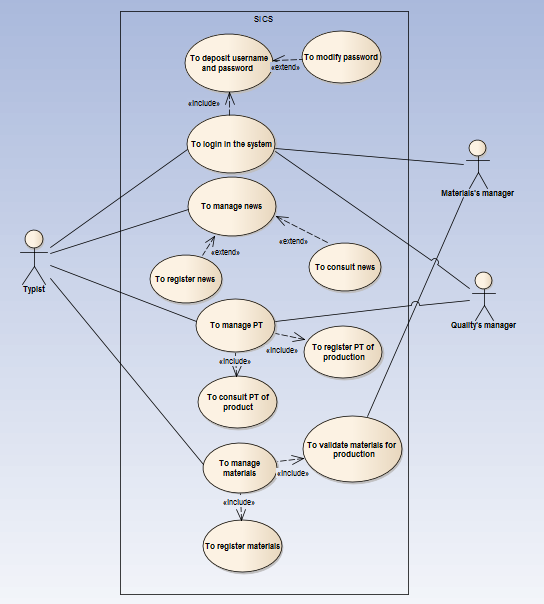 SICS
To deposit username
and password
To modify password
«extend»
«include»
To login in the system
Materials's manager
To manage news
«extend»
«extend»
To register news
To consult news
Typist
Quality's manager
To manage PT
«include»
«include»
To register PT of
production
To consult PT of
product
To validate materials for
production
To manage
materials
«include»
«include»
To register materials